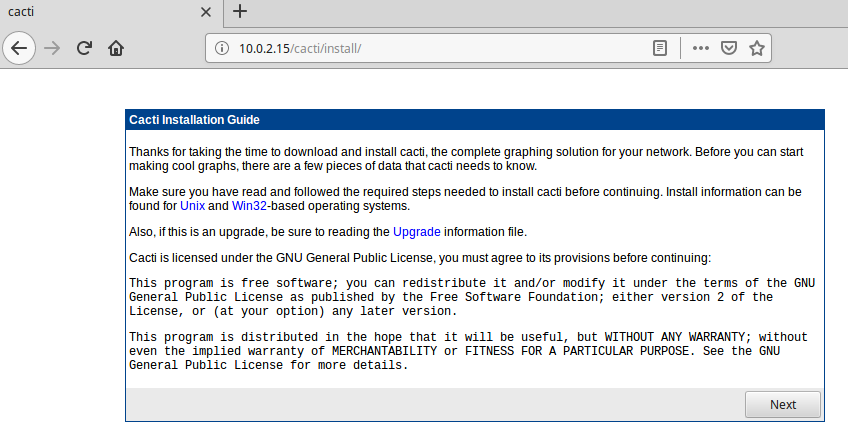 cacti
10.0.2.15/cacti/install/
Cacti Installation Guide
Thanks for taking the time to download and install cacti, the complete graphing solution for your network. Before you can start
making cool graphs, there are a few pieces of data that cacti needs to know.
Make sure you have read and followed the required steps needed to install cacti before continuing. Install information can be
found for Unix and Win32-based operating systems.
Also, if this is an upgrade, be sure to reading the Upgrade information file.
Cacti is licensed under the GNU General Public License, you must agree to its provisions before continuing:
This program is free software; you can redistribute it and/or modify it under the terms of the GNU
General Public License as published by the Free Software Foundation; either version 2 of the
License, or (at your option) any later version.
This program is distributed in the hope that it will be useful, but WITHOUT ANY WARRANTY; without
even the implied warranty of MERCHANTABILITY or FITNESS FOR A PARTICULAR PURPOSE. See the GNU
General Public License for more details.
Next